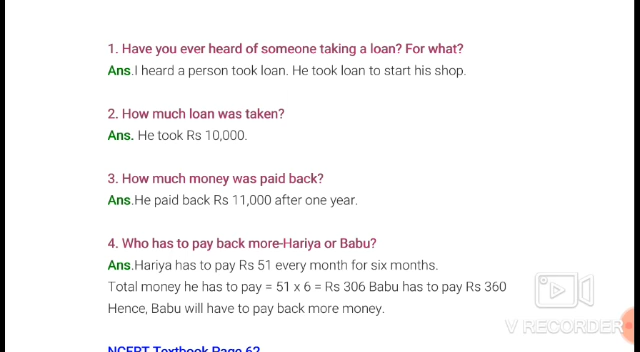 1. Have you ever heard of someone taking a loan? For what?
Ans.I heard a person took loan. He took loan to start his shop.
2. How much loan was taken?
Ans. He took Rs 10,000.
3. How much money was paid back?
Ans.He paid back Rs 11,000 after one year.
4. Who has to pay back more-Hariya or Babu?
Ans.Hariya has to pay Rs 51 every month for six months.
Total money he has to pay = 51 x 6 = Rs 306 Babu has to pay Rs 360
Hence, Babu will have to pay back more money.
V RECORDER
NCERT Textbook Page 62